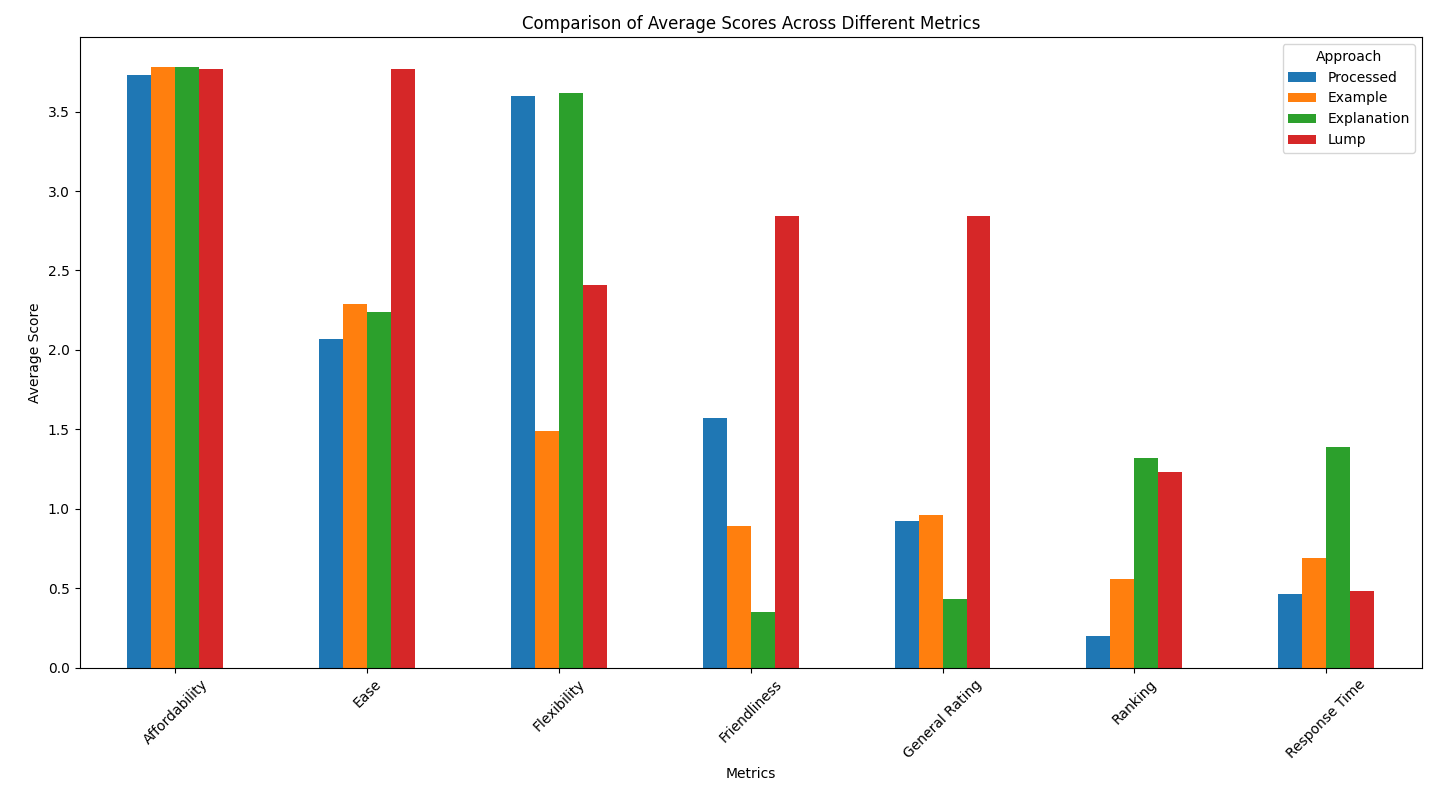 Comparison of Average Scores Across Different Metrics
Approach
Processed
Example
Explanation
Lump
Average Score
3.5
3.0
2.5
2.0
1.5
1.0
0.5
0.0
Affordability
Ease
Flexibility
Friendliness
General Rating
Ranking
Response Time
Metrics